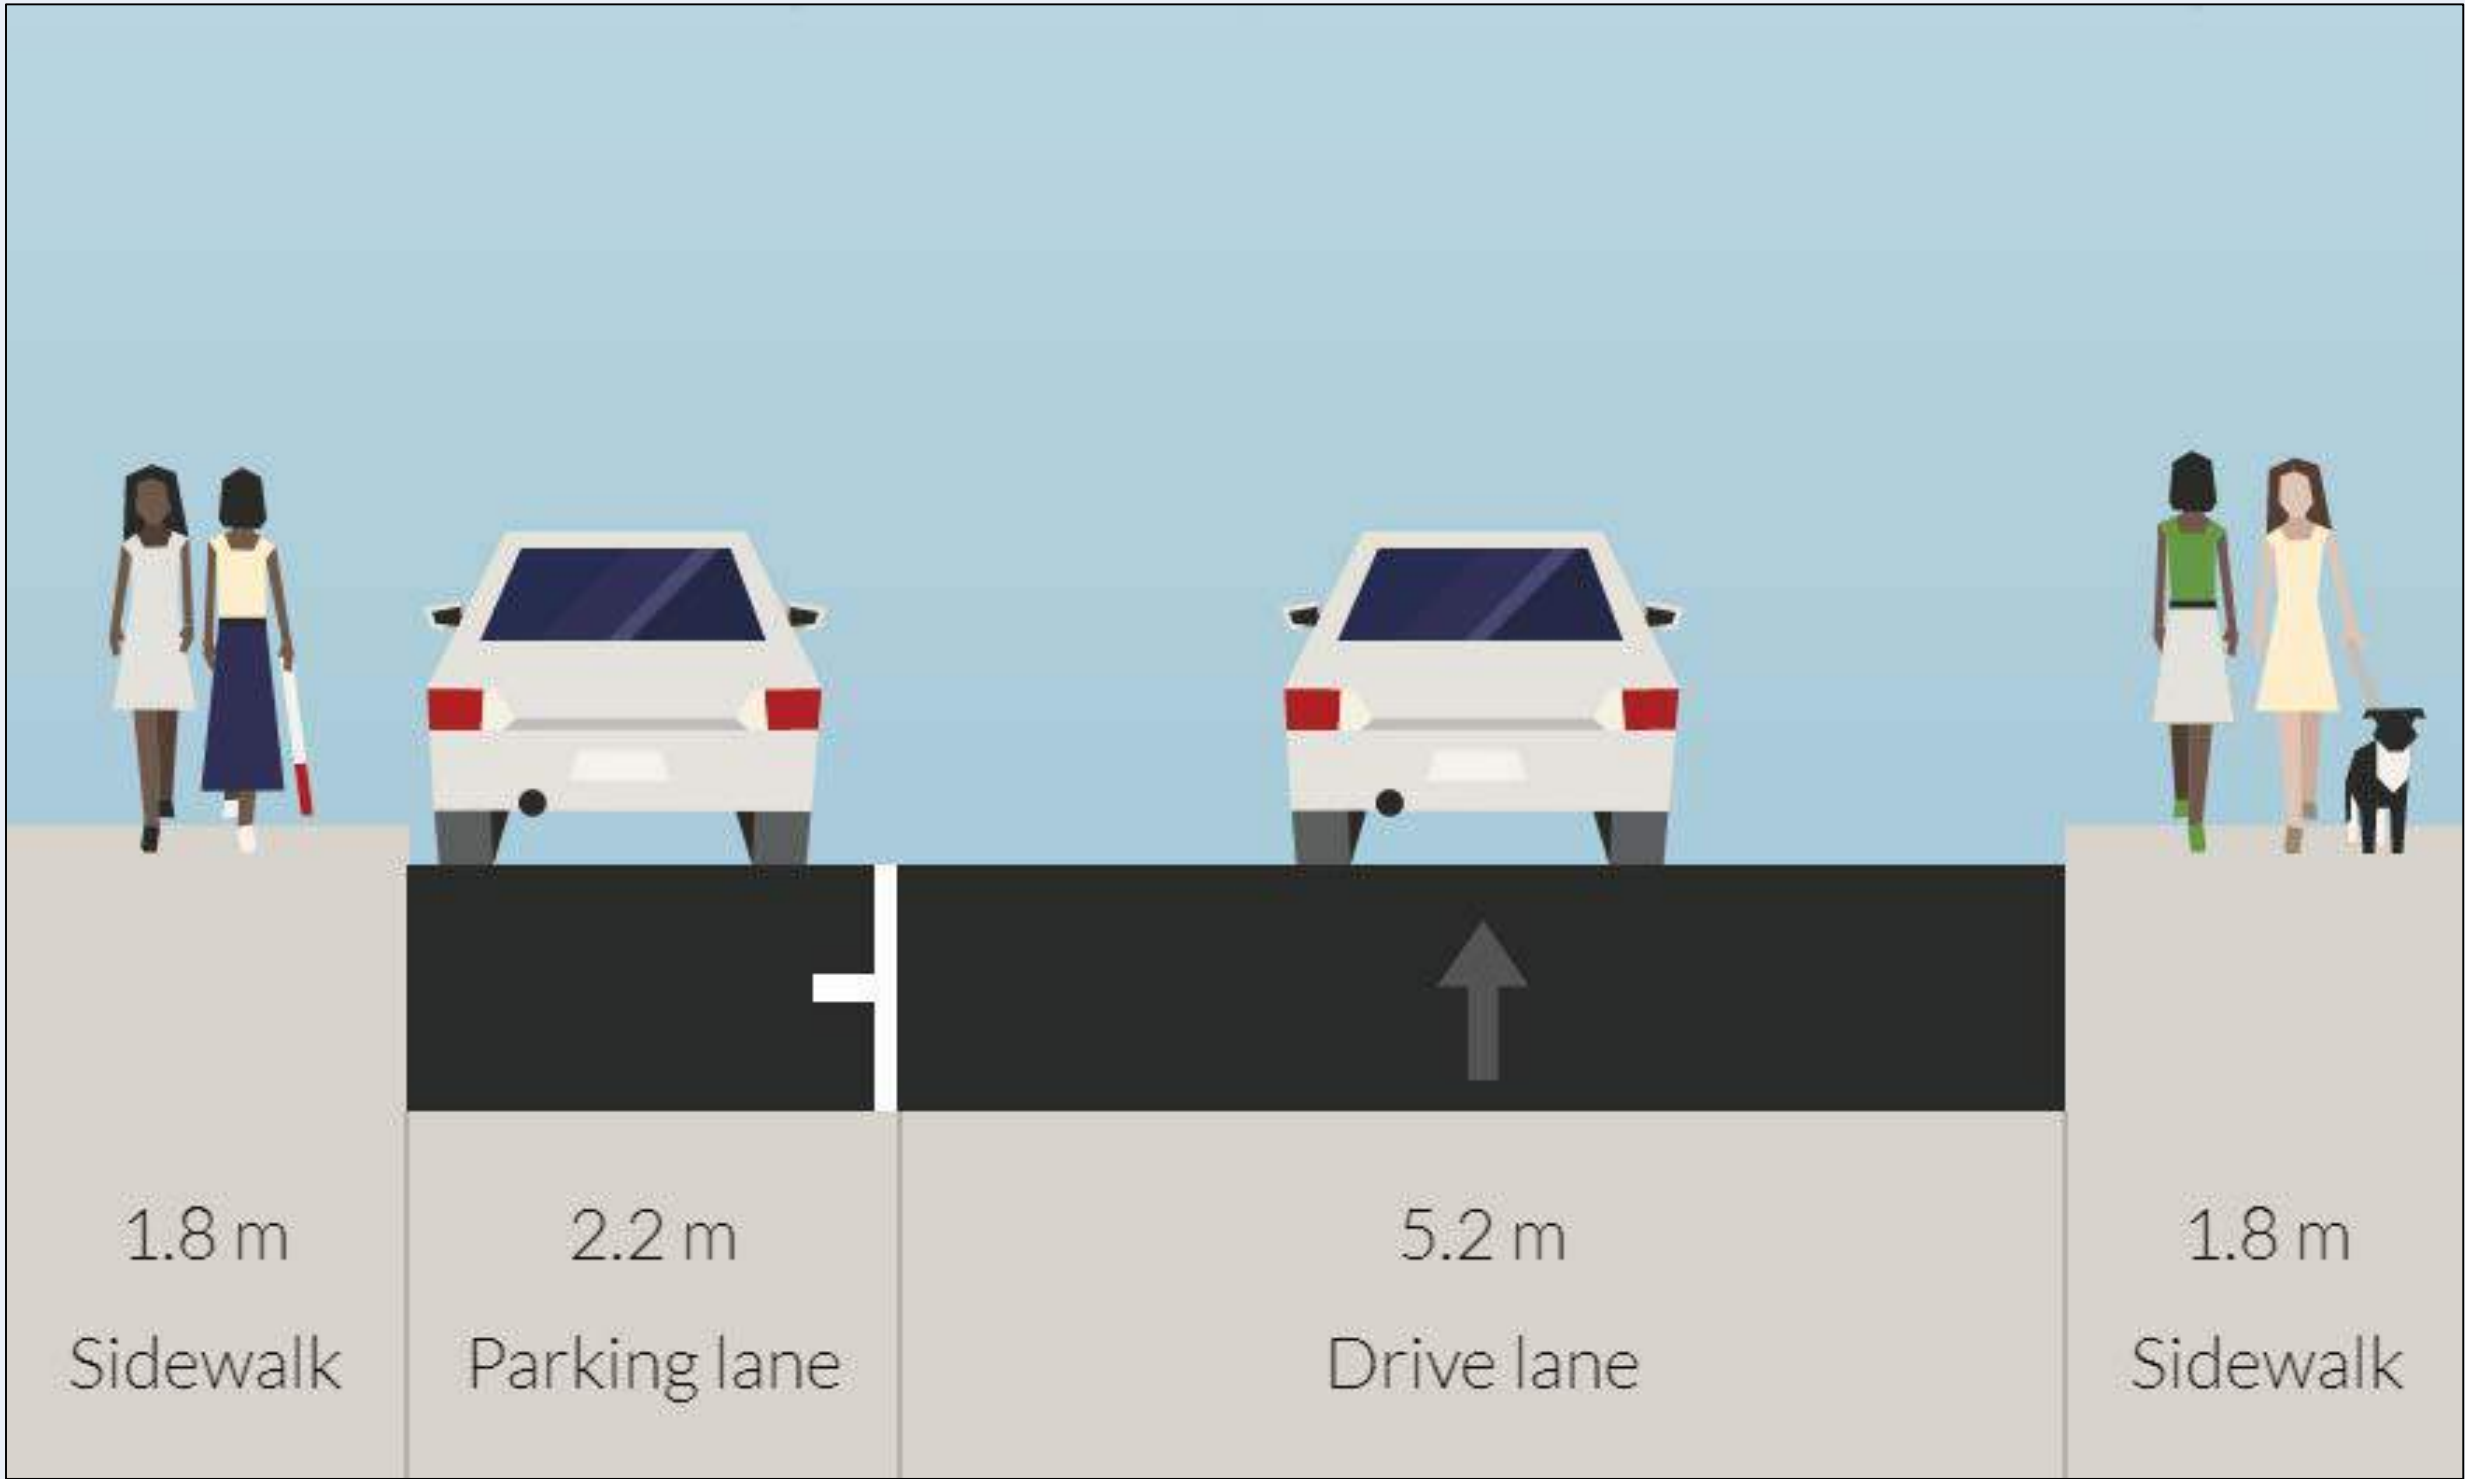 1.8 m
Sidewalk
2.2 m
Parking lane
5.2 m
Drive lane
1.8 m
Sidewalk